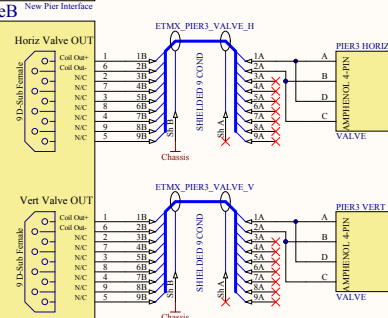 eB New Pier Interface
ETMX_PIER3_VALVE_H
Horiz Valve OUT
PIER3 HORIZ
Coil Out+ 1 1B 1A A
Coil Out- 6 6B 2A
N/C 2 2B 3A B
N/C 7 3B 4A
N/C 3 4B 5A D
N/C 8 5B 6A
N/C 4 7B 7A C
N/C 9 8B 8A
N/C 5 9B 9A
9 D-Sub Female
SHIELDED 9 COND
Sh B
Sh A
AMPHENOL 4-PIN
VALVE
Chassis
ETMX_PIER3_VALVE_V
Vert Valve OUT
PIER3 VERT
Coil Out+ 1 1B 1A A
Coil Out- 6 6B 2A
N/C 2 2B 3A B
N/C 7 3B 4A
N/C 3 4B 5A D
N/C 8 5B 6A
N/C 4 7B 7A C
N/C 9 8B 8A
N/C 5 9B 9A
9 D-Sub Female
SHIELDED 9 COND
Sh B
Sh A
AMPHENOL 4-PIN
VALVE
Chassis